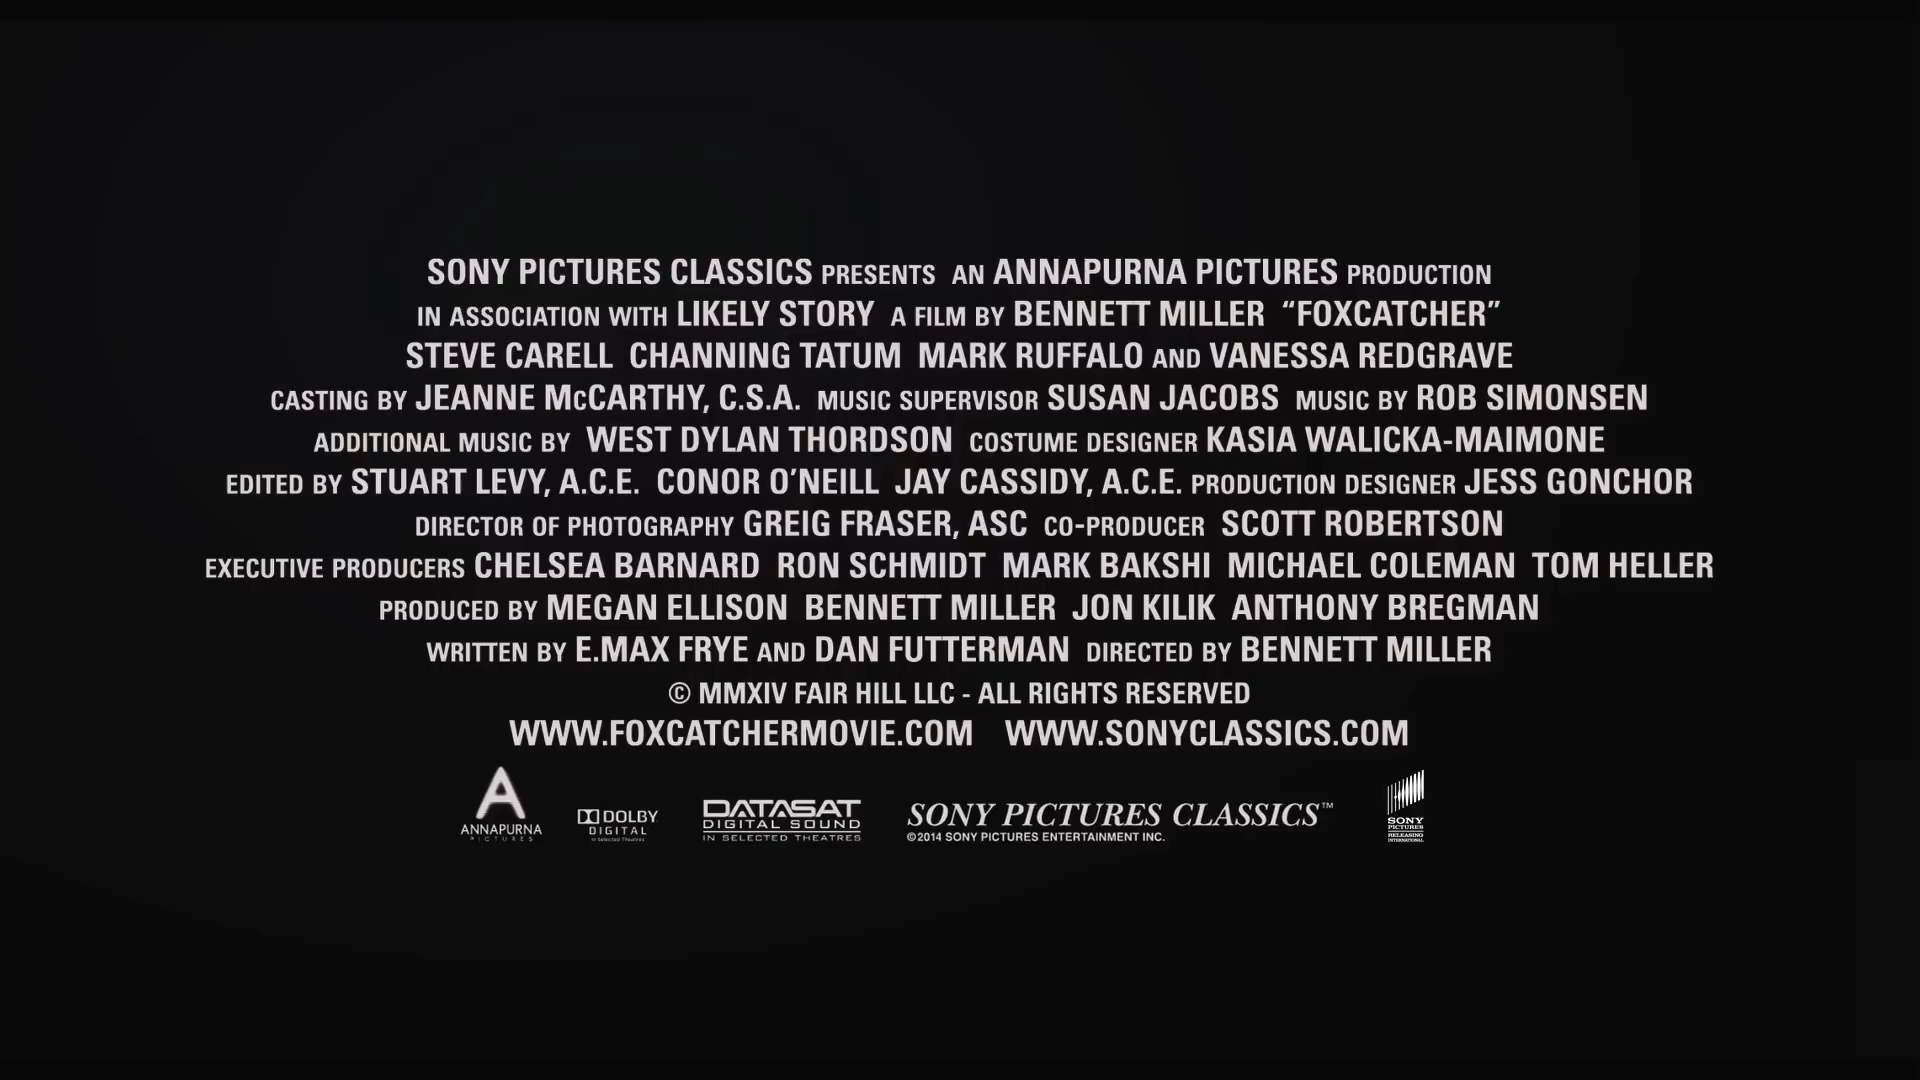 SONY PICTURES CLASSICS PRESENTS AN ANNAPURNA PICTURES PRODUCTION
IN ASSOCIATION WITH LIKELY STORY A FILM BY BENNETT MILLER “FOXCATCHER”
STEVE CARELL CHANNING TATUM MARK RUFFALO AND VANESSA REDGRAVE
CASTING BY JEANNE McCARTHY, C.S.A. MUSIC SUPERVISOR SUSAN JACOBS MUSIC BY ROB SIMONSEN
ADDITIONAL MUSIC BY WEST DYLAN THORDSON COSTUME DESIGNER KASIA WALICKA-MAIMONE
EDITED BY STUART LEVY, A.C.E. CONOR O’NEILL JAY CASSIDY, A.C.E. PRODUCTION DESIGNER JESS GONCHOR
DIRECTOR OF PHOTOGRAPHY GREIG FRASER, ASC CO-PRODUCER SCOTT ROBERTSON
EXECUTIVE PRODUCERS CHELSEA BARNARD RON SCHMIDT MARK BAKSHI MICHAEL COLEMAN TOM HELLER
PRODUCED BY MEGAN ELLISON BENNETT MILLER JON KILIK ANTHONY BREGMAN
WRITTEN BY E.MAX FRYE AND DAN FUTTERMAN DIRECTED BY BENNETT MILLER
© MMXIV FAIR HILL LLC - ALL RIGHTS RESERVED
WWW.FOXCATCHERMOVIE.COM WWW.SONYCLASSICS.COM
A
ANNAPURNA
PICTURES
DOLBY
DIGITAL
In Selected Theatres
DATASAT
DIGITAL SOUND
IN SELECTED THEATRES
SONY PICTURES CLASSICS™
©2014 SONY PICTURES ENTERTAINMENT INC.
SONY
PICTURES
RELEASING
INTERNATIONAL